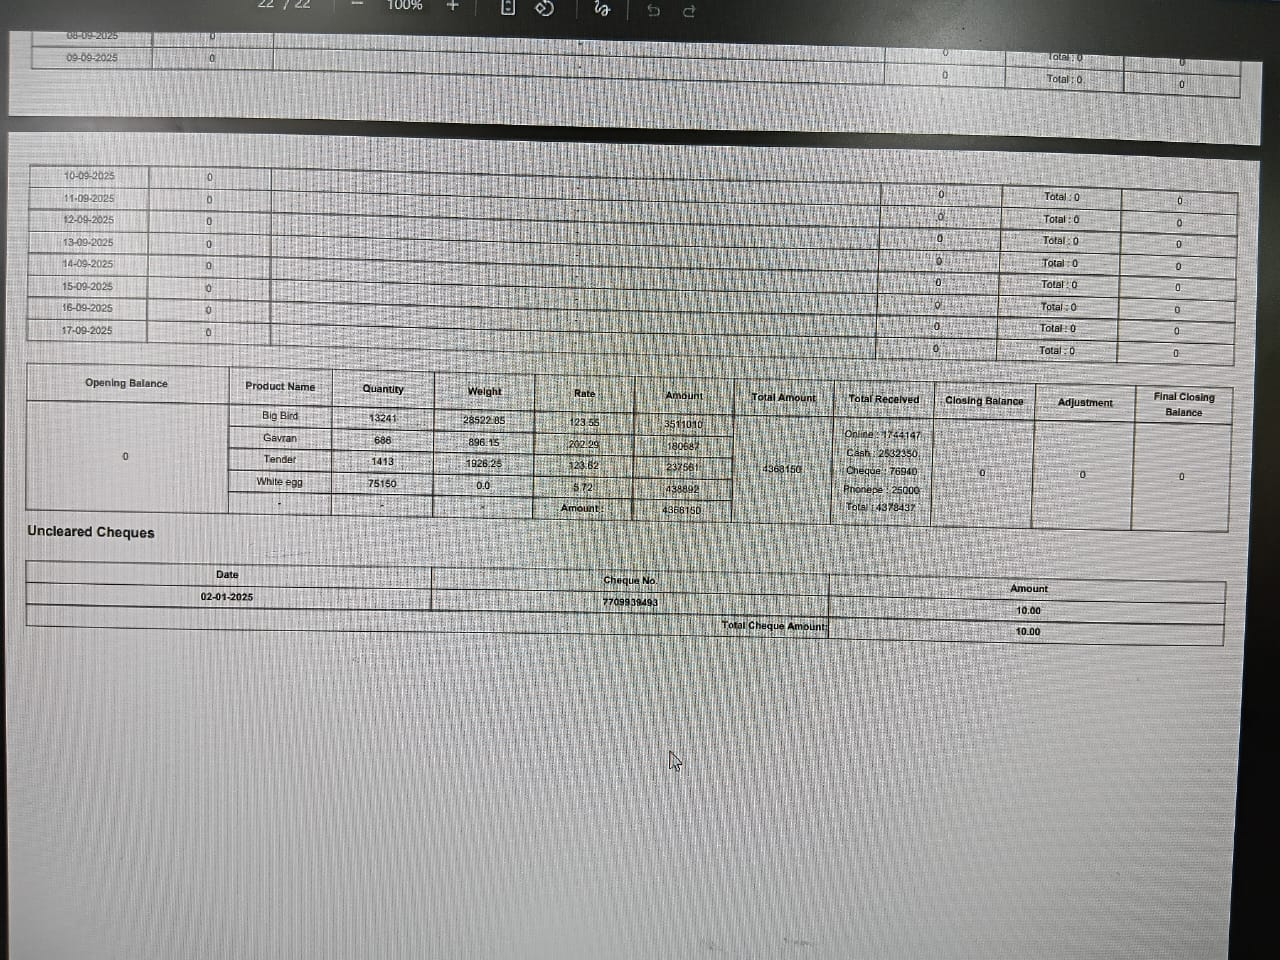 22 / 22 100%
08-09-2025 0 - 0 Total : 0 0
09-09-2025 0 - 0 Total : 0 0
10-09-2025 0 - 0 Total : 0 0
11-09-2025 0 - 0 Total : 0 0
12-09-2025 0 - 0 Total : 0 0
13-09-2025 0 - 0 Total : 0 0
14-09-2025 0 - 0 Total : 0 0
15-09-2025 0 - 0 Total : 0 0
16-09-2025 0 - 0 Total : 0 0
17-09-2025 0 - 0 Total : 0 0
Opening Balance Product Name Quantity Weight Rate Amount Total Amount Total Received Closing Balance Adjustment Final Closing Balance
0
Big Bird 13241 28522.85 123.55 3511010
Gavran 686 896.15 202.29 180687
Tender 1413 1926.25 123.62 237561
White egg 75150 0.0 5.72 438892
- - - Amount : 4368150
4368150
Online : 1744147
Cash : 2532350
Cheque : 76940
Phonepe : 25000
Total : 4378437
0 0 0
Uncleared Cheques
Date Cheque No. Amount
02-01-2025 7709939493 10.00
Total Cheque Amount: 10.00